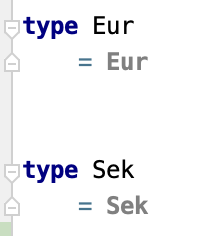 type Eur
    = Eur
type Sek
    = Sek